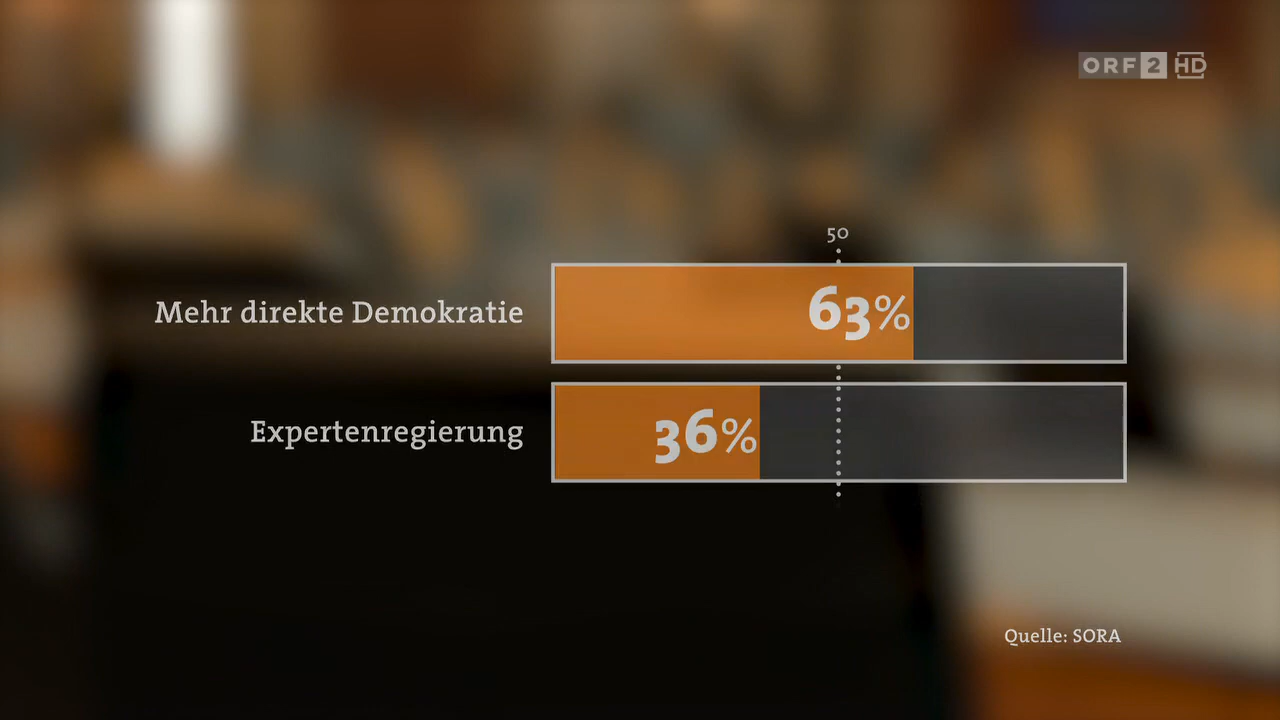 ORF 2 HD
50
Mehr direkte Demokratie 63%
Expertenregierung 36%
Quelle: SORA